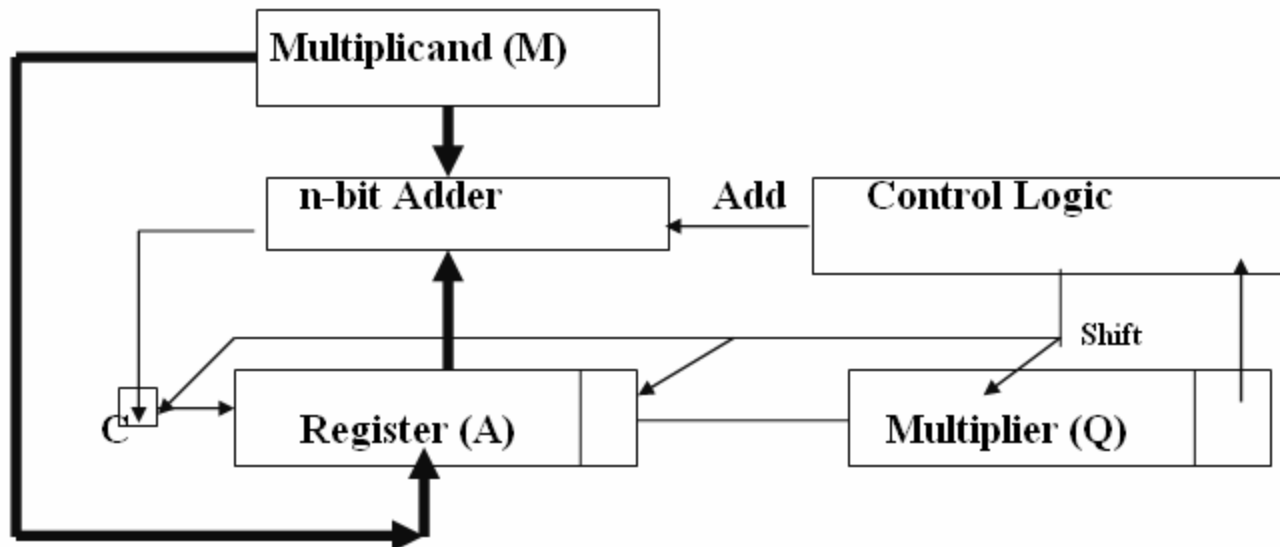 Multiplicand (M)
n-bit Adder
Add
Control Logic
Shift
C
Register (A)
Multiplier (Q)